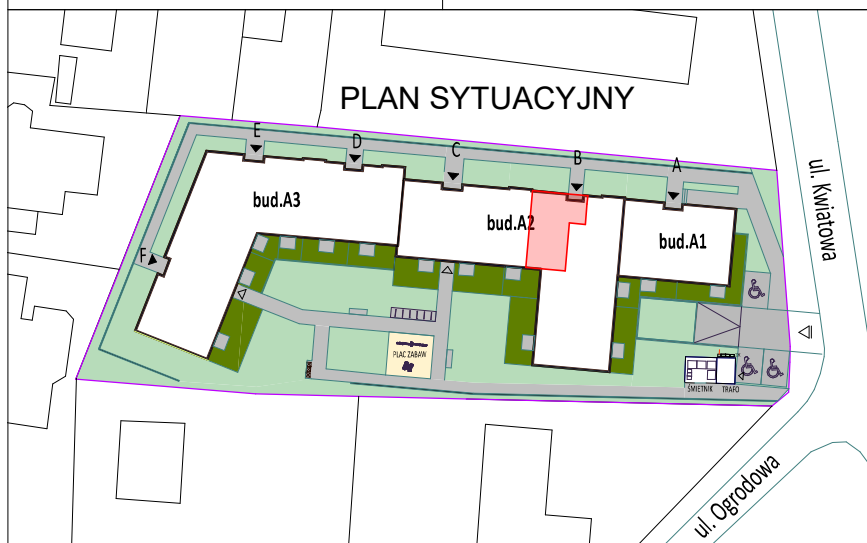 PLAN SYTUACYJNY
E
D
C
B
A
ul. Kwiatowa
bud.A3
bud.A2
bud.A1
F
PLAC ZABAW
ŚMIETNIK
TRAFO
ul. Ogrodowa